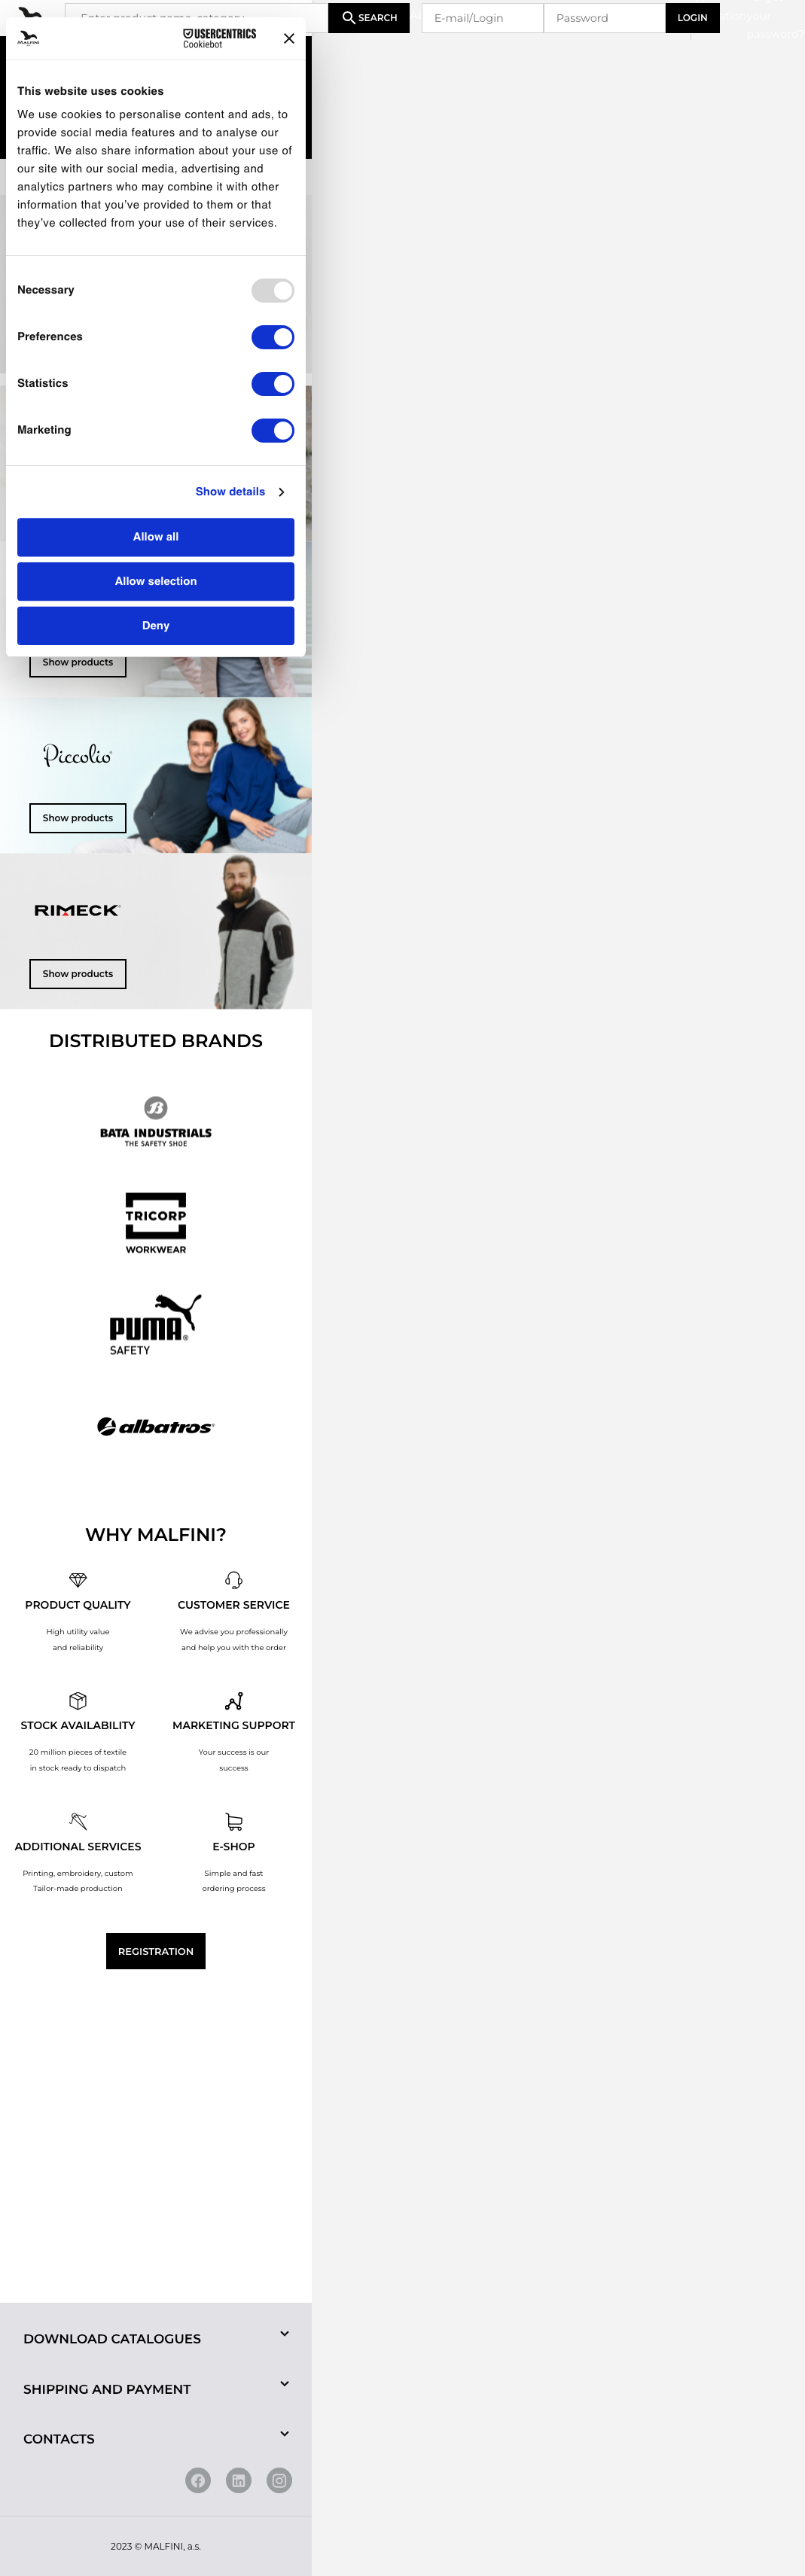 SEARCH
E-mail/Login
Password
LOGIN
MALFINI
USERCENTRICS
Cookiebot
This website uses cookies
We use cookies to personalise content and ads, to
provide social media features and to analyse our
traffic. We also share information about your use of
our site with our social media, advertising and
analytics partners who may combine it with other
information that you’ve provided to them or that
they’ve collected from your use of their services.
Necessary
Preferences
Statistics
Marketing
Show details
Allow all
Allow selection
Deny
Show products
Piccolio®
Show products
RIMECK®
Show products
DISTRIBUTED BRANDS
B
BATA INDUSTRIALS
THE SAFETY SHOE
TRICORP
WORKWEAR
PUMA®
SAFETY
albatros®
WHY MALFINI?
PRODUCT QUALITY
High utility value
and reliability
CUSTOMER SERVICE
We advise you professionally
and help you with the order
STOCK AVAILABILITY
20 million pieces of textile
in stock ready to dispatch
MARKETING SUPPORT
Your success is our
success
ADDITIONAL SERVICES
Printing, embroidery, custom
Tailor-made production
E-SHOP
Simple and fast
ordering process
REGISTRATION
DOWNLOAD CATALOGUES
SHIPPING AND PAYMENT
CONTACTS
2023 © MALFINI, a.s.